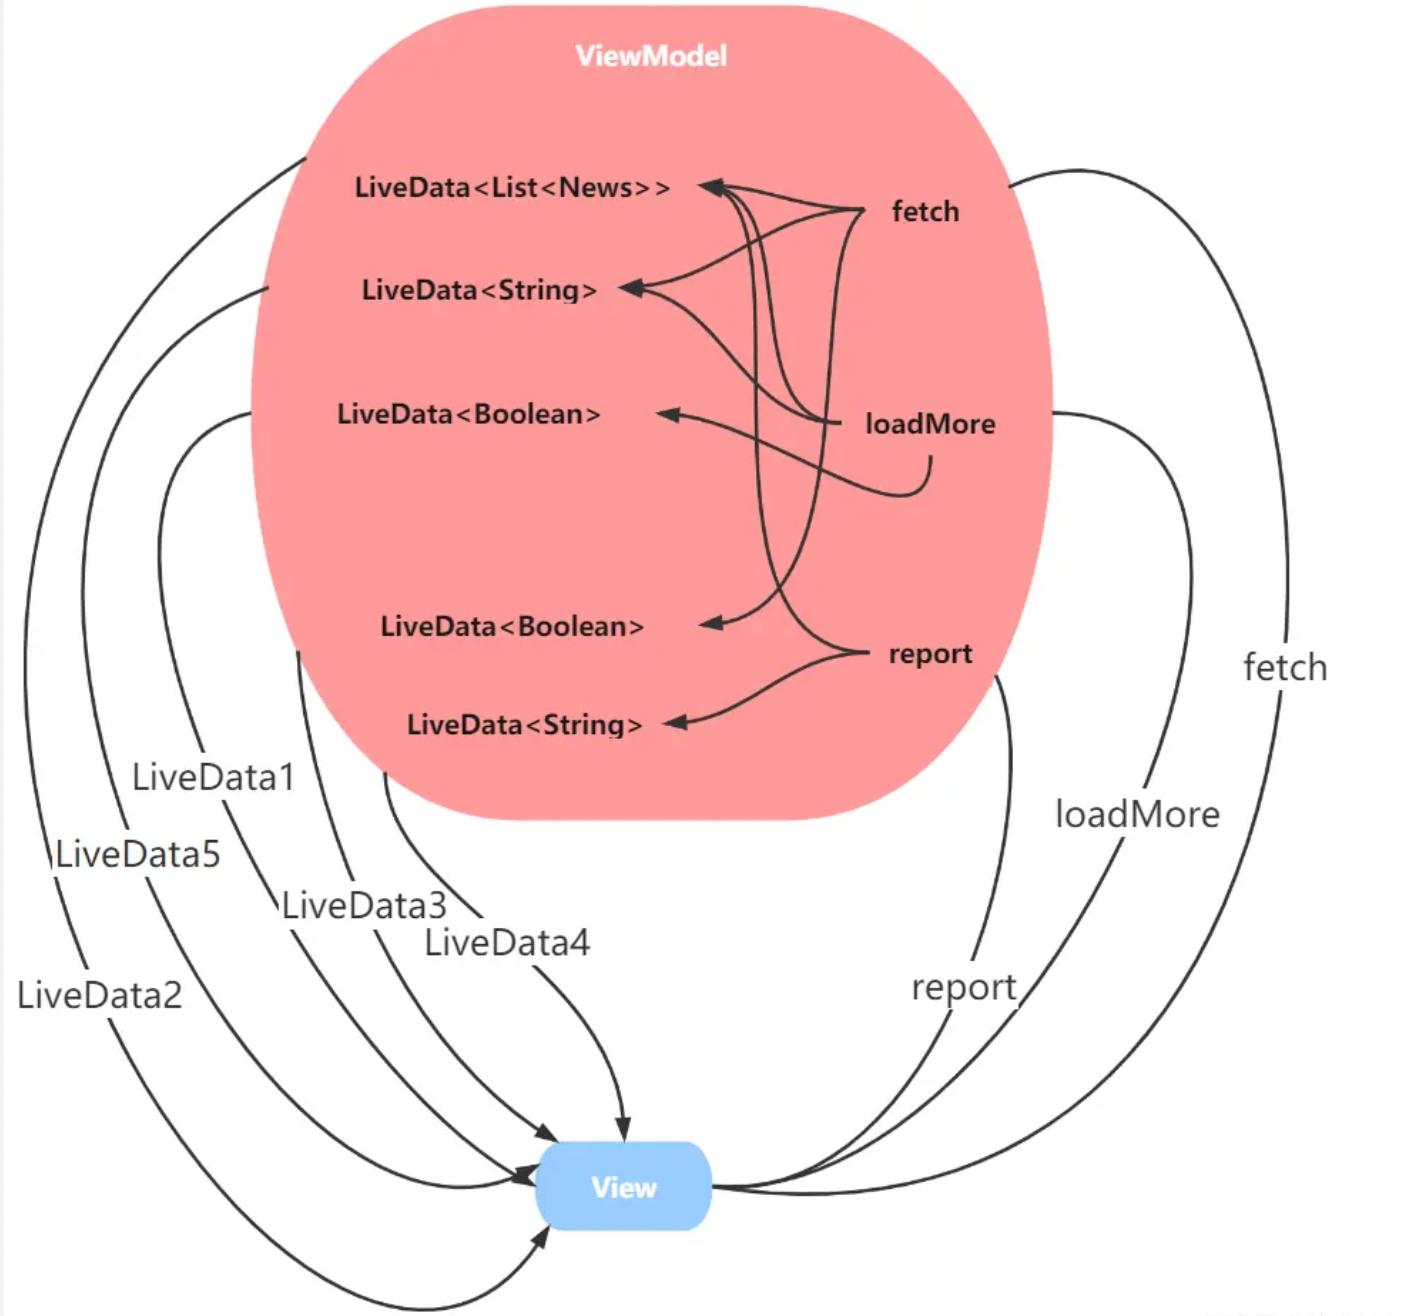 ViewModel
LiveData<List<News>>
fetch
LiveData<String>
LiveData<Boolean>
loadMore
LiveData<Boolean>
report
LiveData<String>
fetch
LiveData1
loadMore
LiveData5
LiveData3
LiveData4
report
LiveData2
View